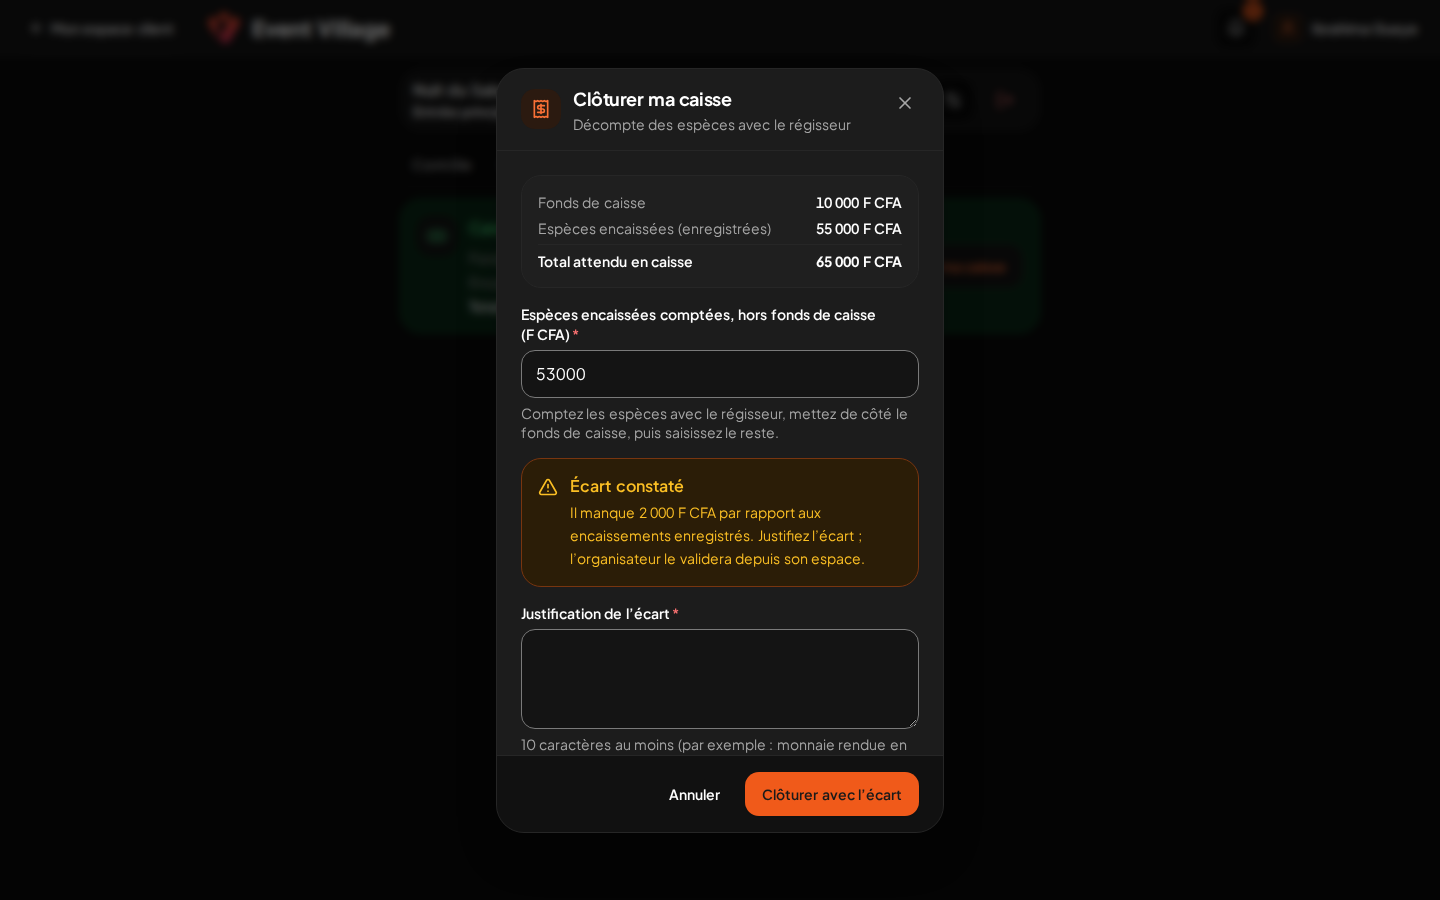 Mon espace client
Event Village
Clôturer ma caisse
Décompte des espèces avec le régisseur
Fonds de caisse
10 000 F CFA
Espèces encaissées (enregistrées)
55 000 F CFA
Total attendu en caisse
65 000 F CFA
Espèces encaissées comptées, hors fonds de caisse
(F CFA) *
53000
Comptez les espèces avec le régisseur, mettez de côté le
fonds de caisse, puis saisissez le reste.
Écart constaté
Il manque 2 000 F CFA par rapport aux
encaissements enregistrés. Justifiez l’écart ;
l’organisateur le validera depuis son espace.
Justification de l’écart *
10 caractères au moins (par exemple : monnaie rendue en
Annuler
Clôturer avec l’écart